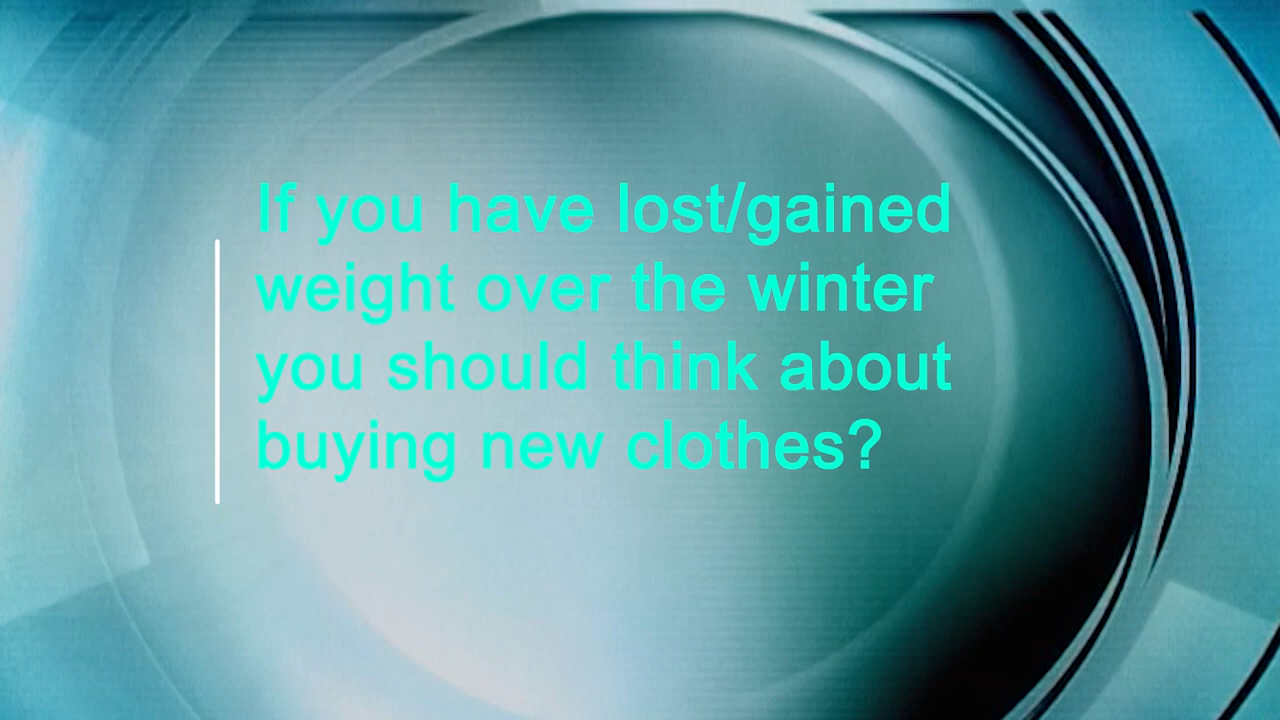 If you have lost/gained
weight over the winter
you should think about
buying new clothes?